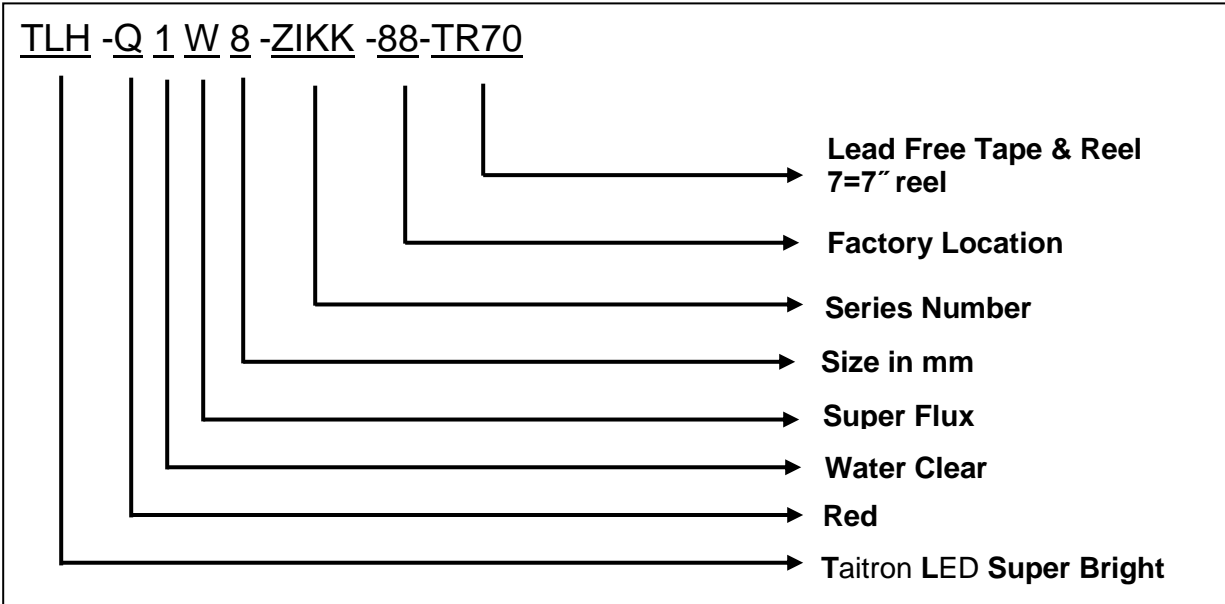 TLH -Q 1 W 8 -ZIKK -88-TR70
Lead Free Tape & Reel
7=7˝ reel
Factory Location
Series Number
Size in mm
Super Flux
Water Clear
Red
Taitron LED Super Bright